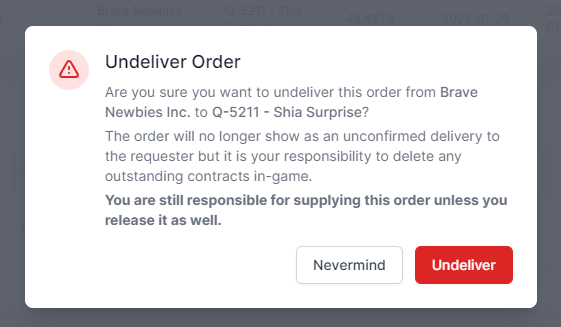 Brave Newbies Q-5211 - Shia 48,487.5 2022-01-20
Undeliver Order
Are you sure you want to undeliver this order from Brave
Newbies Inc. to Q-5211 - Shia Surprise?
The order will no longer show as an unconfirmed delivery to
the requester but it is your responsibility to delete any
outstanding contracts in-game.
You are still responsible for supplying this order unless you
release it as well.
Nevermind Undeliver